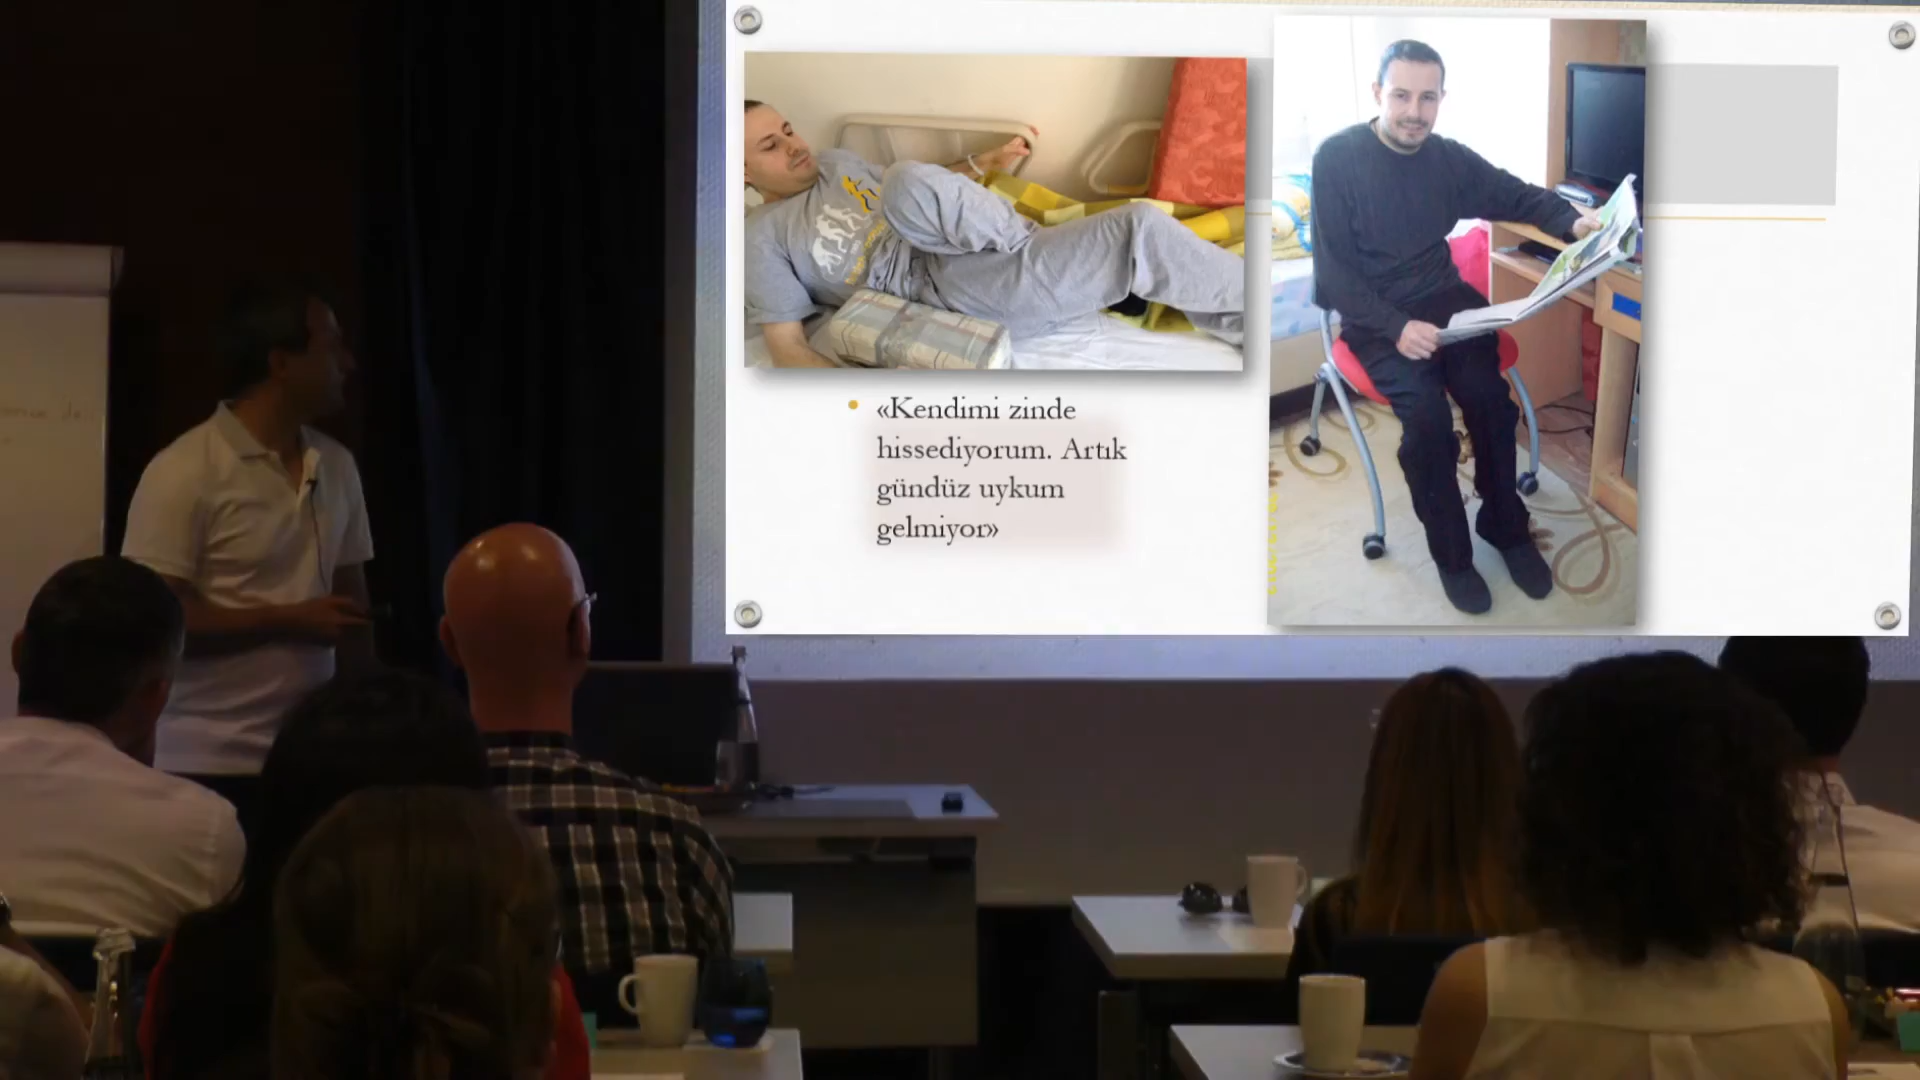 «Kendimi zinde
hissediyorum. Artık
gündüz uykum
gelmiyor»